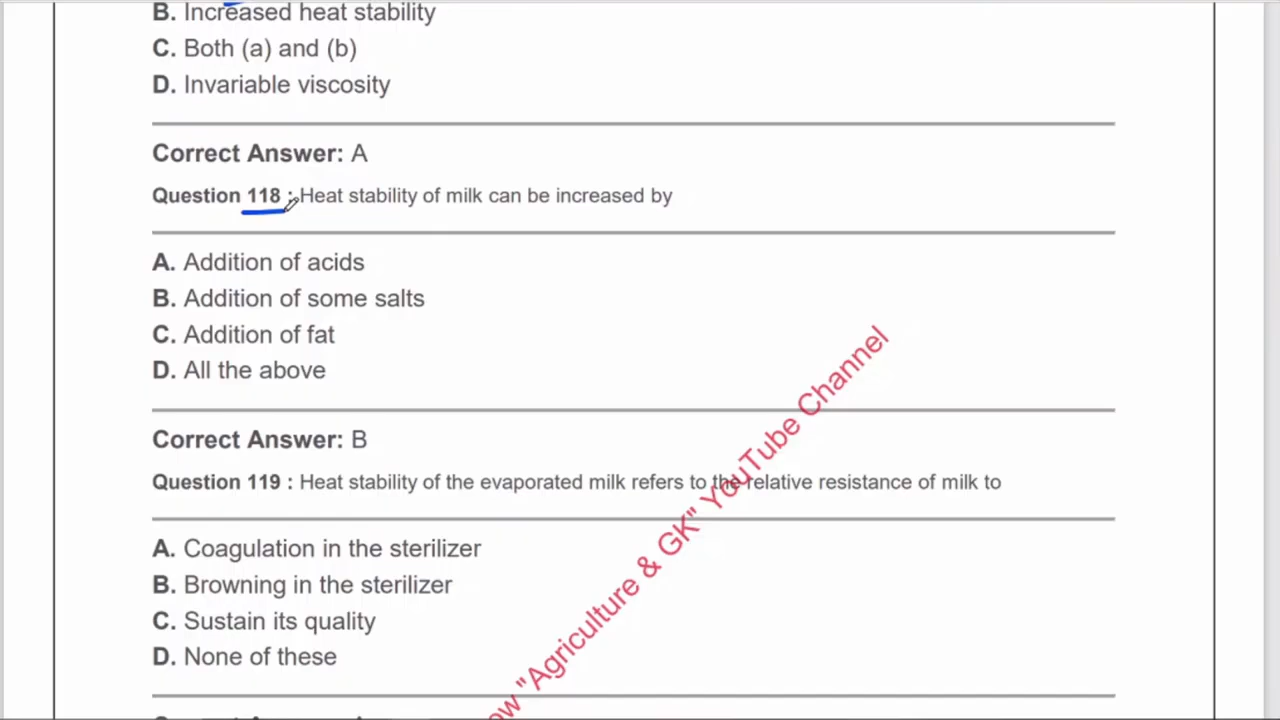 B. Increased heat stability
C. Both (a) and (b)
D. Invariable viscosity
Correct Answer: A
Question 118 : Heat stability of milk can be increased by
A. Addition of acids
B. Addition of some salts
C. Addition of fat
D. All the above
Correct Answer: B
Question 119 : Heat stability of the evaporated milk refers to the relative resistance of milk to
A. Coagulation in the sterilizer
B. Browning in the sterilizer
C. Sustain its quality
D. None of these
"Agriculture & GK" YouTube Channel